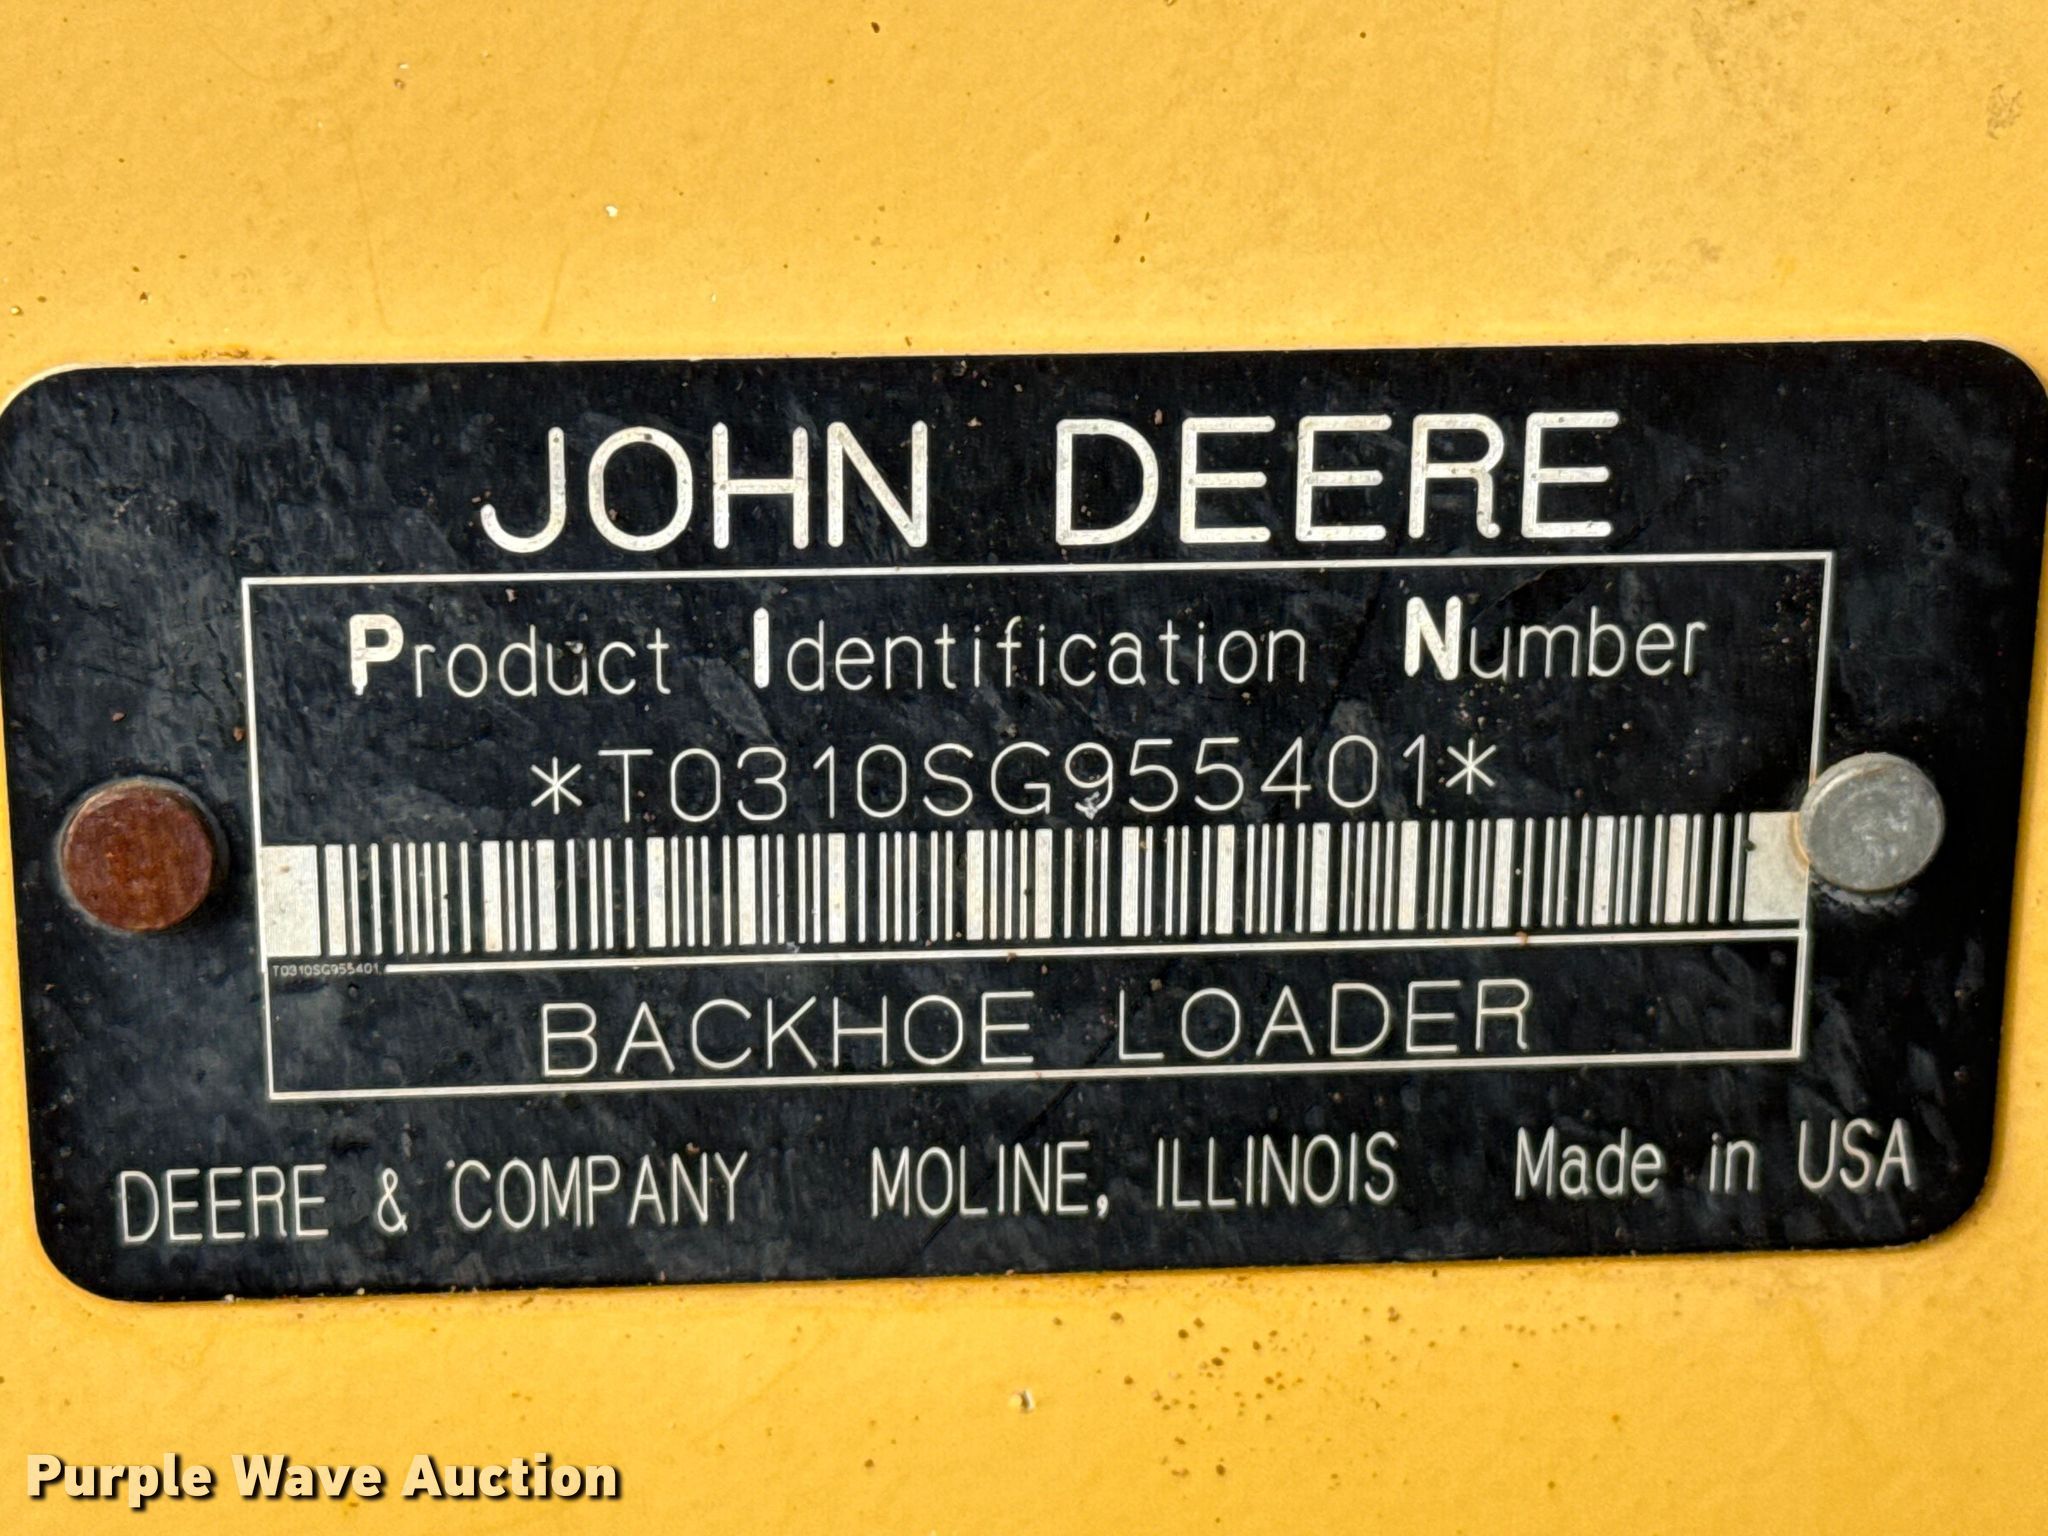 JOHN DEERE
Product Identification Number
*T0310SG955401*
T0310SG955401
BACKHOE LOADER
DEERE & COMPANY MOLINE, ILLINOIS Made in USA
Purple Wave Auction